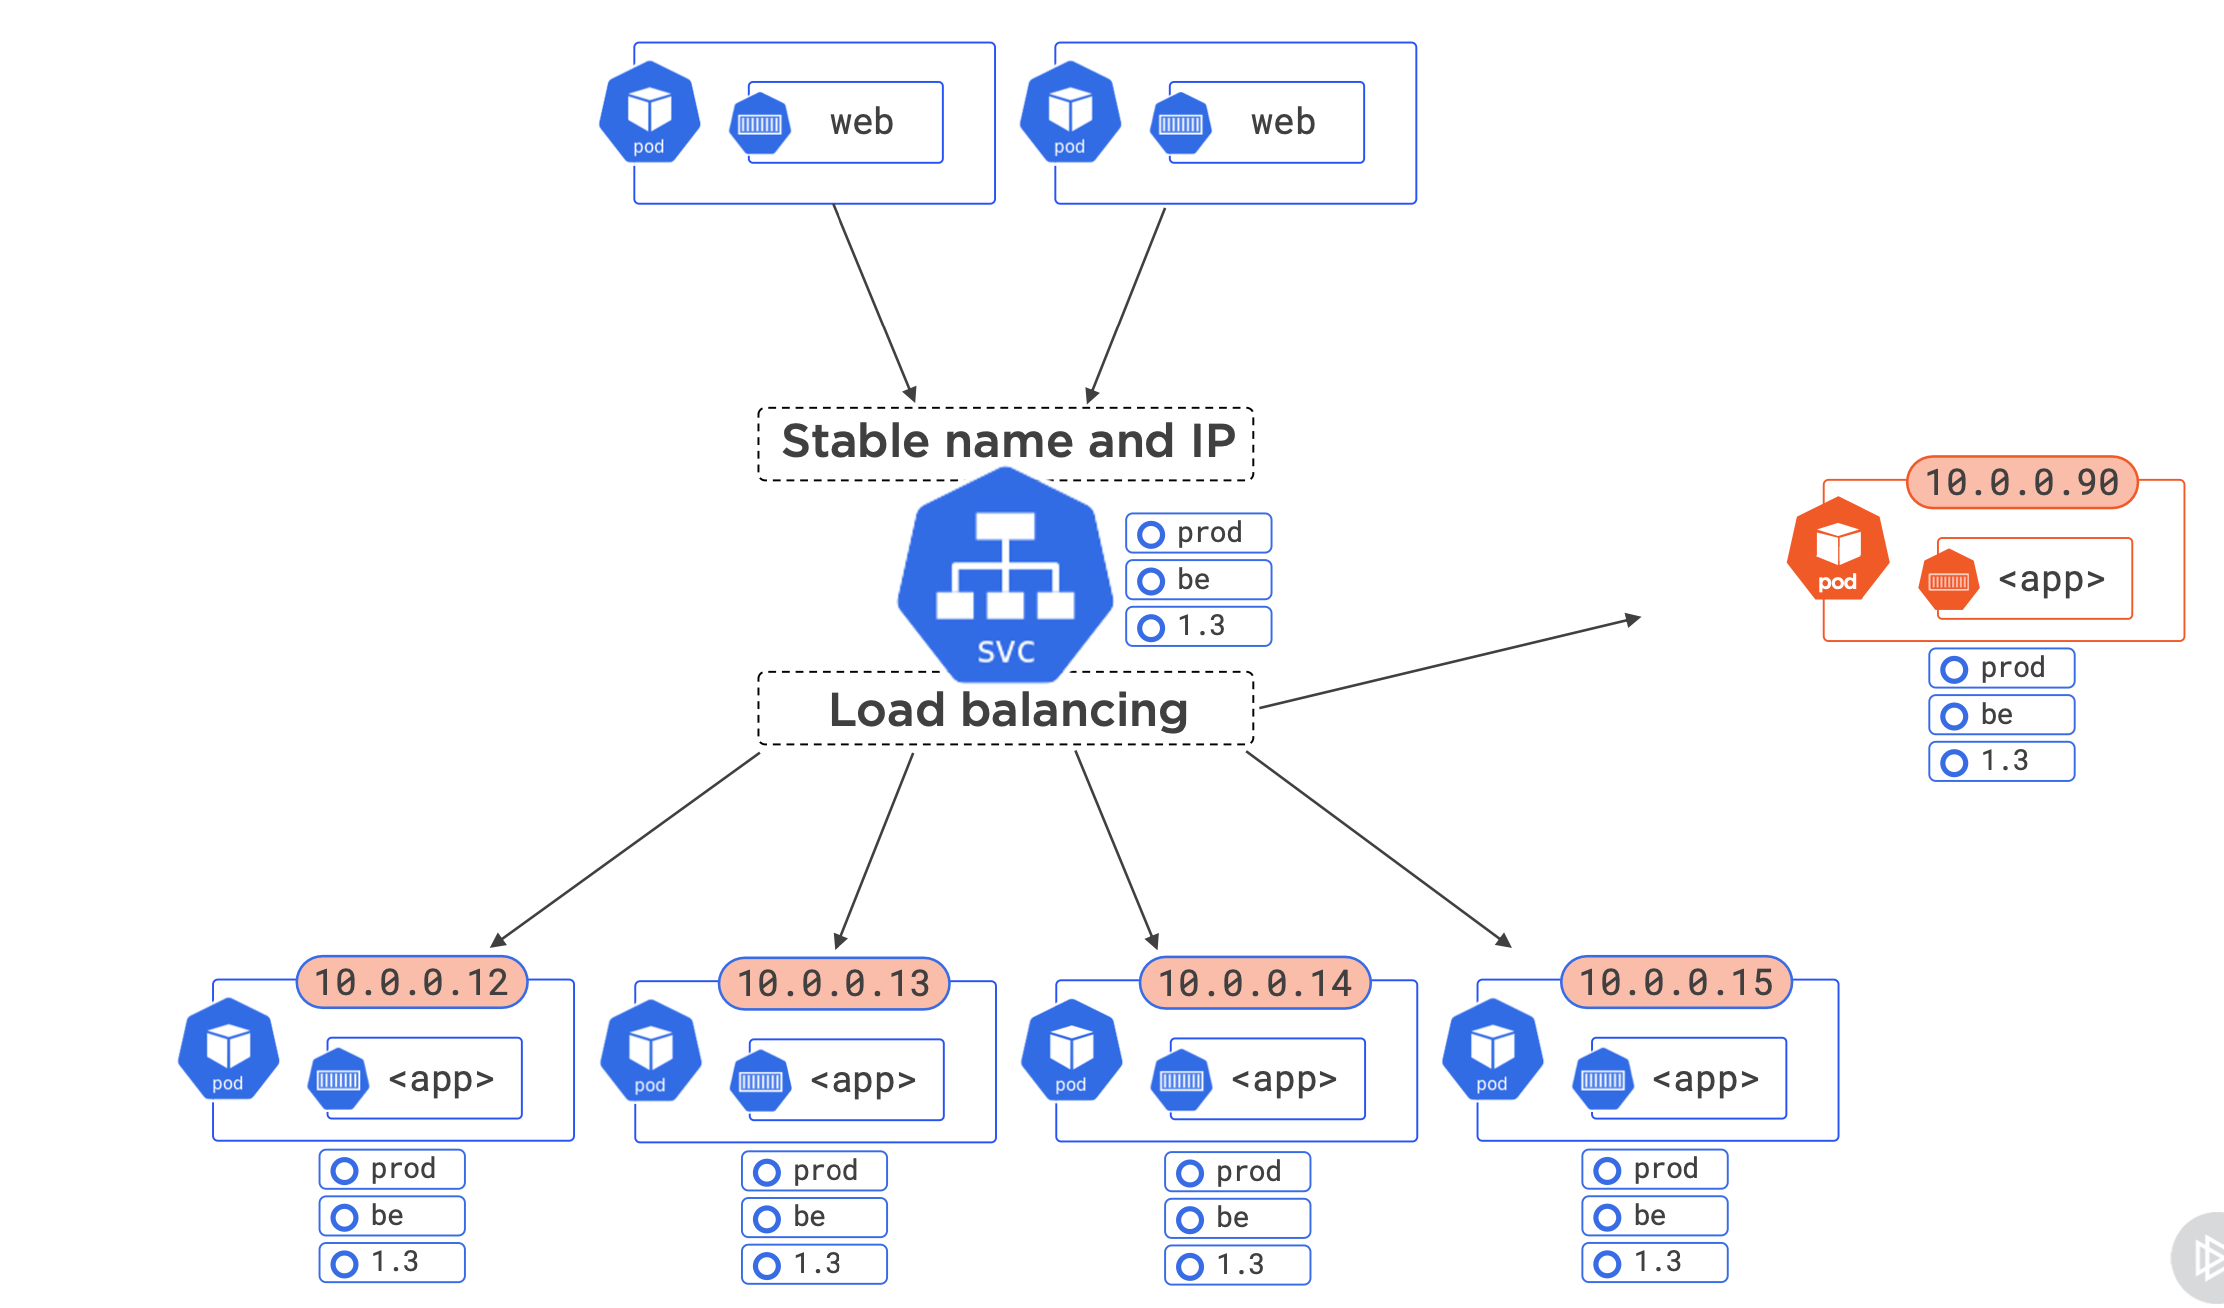 web
pod
web
pod
Stable name and IP
prod
be
1.3
svc
Load balancing
10.0.0.90
<app>
pod
prod
be
1.3
10.0.0.12
<app>
pod
prod
be
1.3
10.0.0.13
<app>
pod
prod
be
1.3
10.0.0.14
<app>
pod
prod
be
1.3
10.0.0.15
<app>
pod
prod
be
1.3